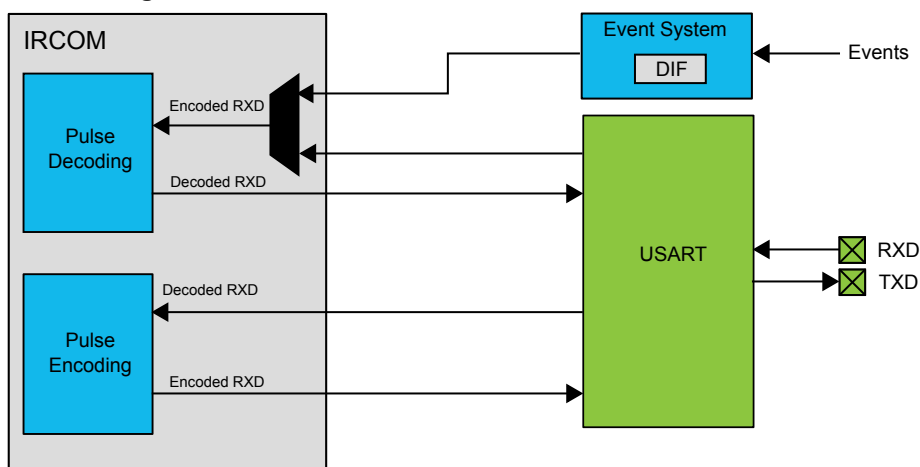 IRCOM
Event System
DIF
Events
Encoded RXD
Pulse
Decoding
Decoded RXD
USART
RXD
TXD
Decoded RXD
Pulse
Encoding
Encoded RXD